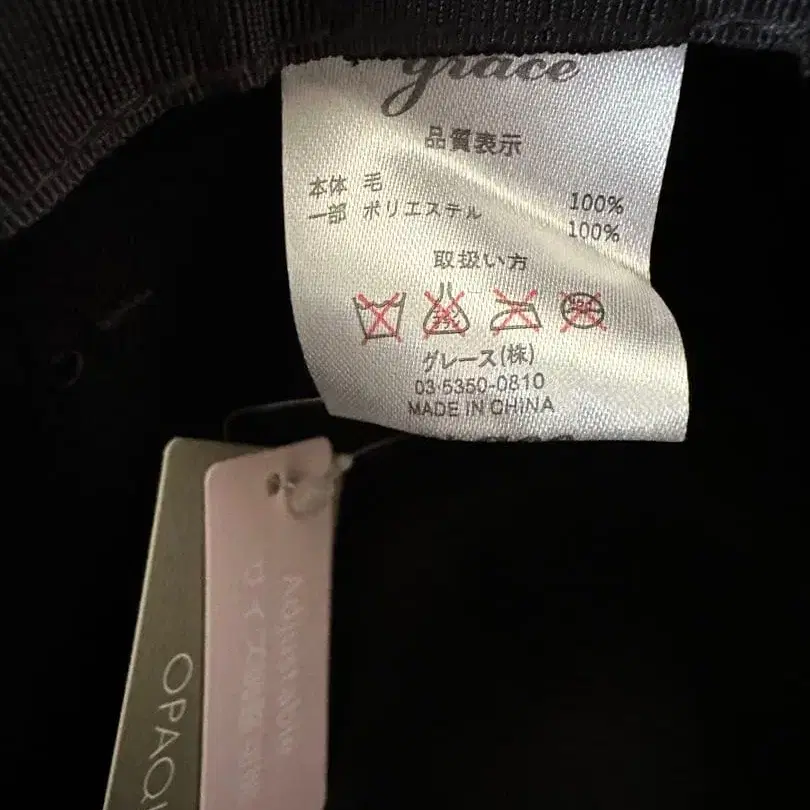 grace
品質表示
本体 毛 100%
一部 ポリエステル 100%
取扱い方
グレース(株)
03-5350-0810
MADE IN CHINA
OPAQU